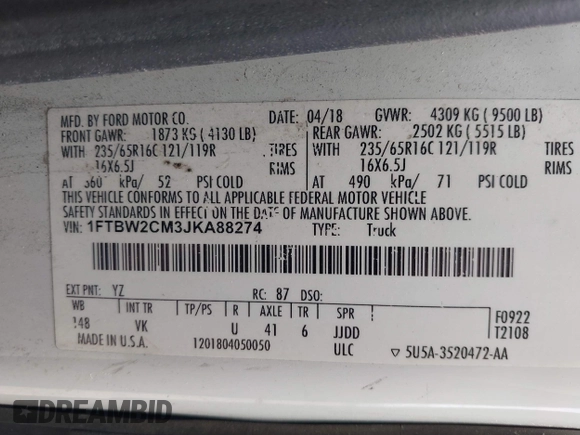 MFD. BY FORD MOTOR CO. DATE: 04/18 GVWR: 4309 KG ( 9500 LB)
FRONT GAWR: 1873 KG ( 4130 LB) REAR GAWR: 2502 KG ( 5515 LB)
WITH 235/65R16C 121/119R TIRES WITH 235/65R16C 121/119R TIRES
16X6.5J RIMS 16X6.5J RIMS
AT 360 kPa/ 52 PSI COLD AT 490 kPa/ 71 PSI COLD
THIS VEHICLE CONFORMS TO ALL APPLICABLE FEDERAL MOTOR VEHICLE
SAFETY STANDARDS IN EFFECT ON THE DATE OF MANUFACTURE SHOWN ABOVE.
VIN: 1FTBW2CM3JKA88274 TYPE: Truck
EXT PNT: YZ RC: 87 DSO:
WB INT TR TP/PS R AXLE TR SPR F0922
148 VK U 41 6 JJDD T2108
MADE IN U.S.A. 1201804050050 ULC ▽ 5U5A-3520472-AA
DREAMBID